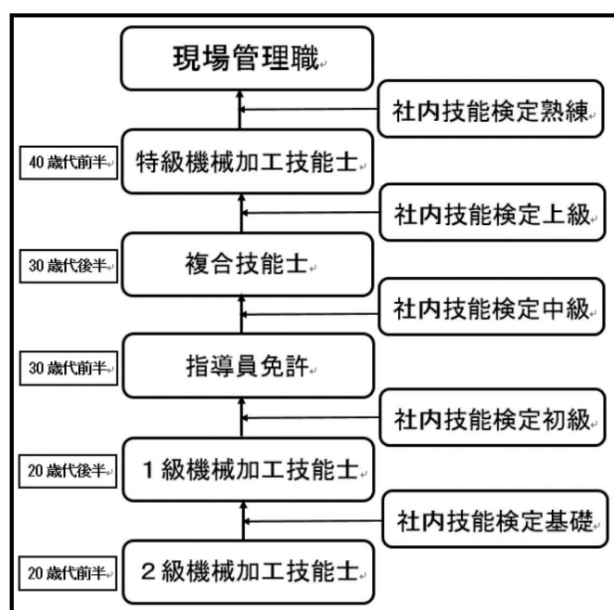 現場管理職
社内技能検定熟練
40歳代前半
特級機械加工技能士
社内技能検定上級
30歳代後半
複合技能士
社内技能検定中級
30歳代前半
指導員免許
社内技能検定初級
20歳代後半
1級機械加工技能士
社内技能検定基礎
20歳代前半
2級機械加工技能士